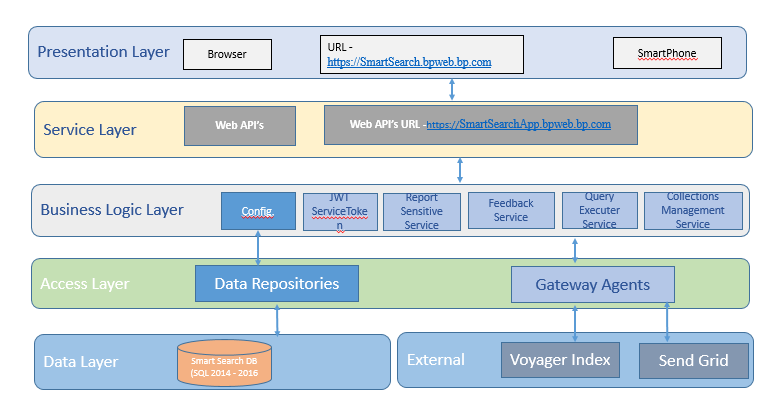 Presentation Layer
Browser
URL -
https://SmartSearch.bpweb.bp.com
SmartPhone
Service Layer
Web API's
Web API's URL -https://SmartSearchApp.bpweb.bp.com
Business Logic Layer
Config.
JWT
ServiceToke
n
Report
Sensitive
Service
Feedback
Service
Query
Executer
Service
Collections
Management
Service
Access Layer
Data Repositories
Gateway Agents
Data Layer
Smart Search DB
(SQL 2014 - 2016
External
Voyager Index
Send Grid